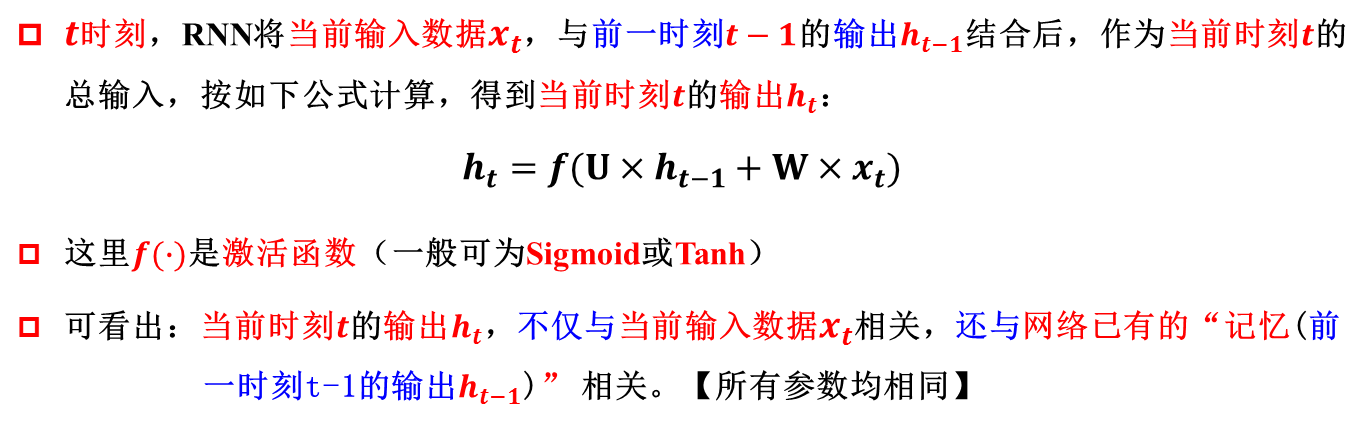 t时刻，RNN将当前输入数据xₜ，与前一时刻t − 1的输出hₜ₋₁结合后，作为当前时刻t的
总输入，按如下公式计算，得到当前时刻t的输出hₜ：
hₜ = f(U × hₜ₋₁ + W × xₜ)
这里f(·)是激活函数（一般可为Sigmoid或Tanh）
可看出：当前时刻t的输出hₜ，不仅与当前输入数据xₜ相关，还与网络已有的“记忆(前
一时刻t-1的输出hₜ₋₁)”相关。【所有参数均相同】